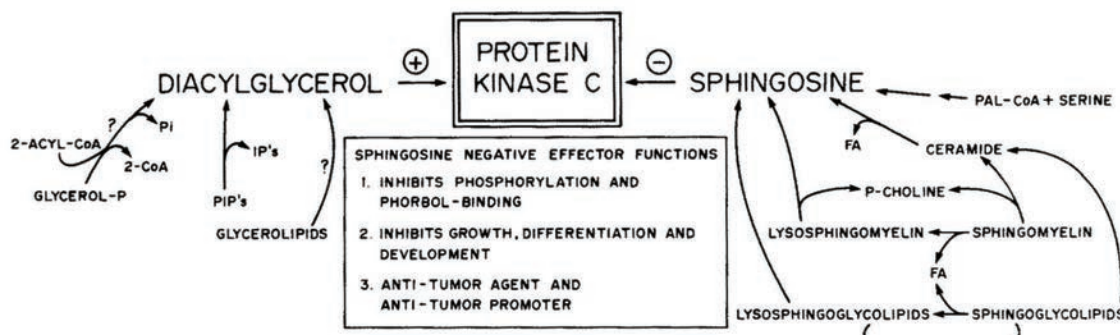 PROTEIN
KINASE C
+
−
DIACYLGLYCEROL
SPHINGOSINE
PAL-CoA + SERINE
?
Pi
2-ACYL-CoA
2-CoA
GLYCEROL-P
IP's
PIP's
?
GLYCEROLIPIDS
SPHINGOSINE NEGATIVE EFFECTOR FUNCTIONS
1. INHIBITS PHOSPHORYLATION AND
PHORBOL-BINDING
2. INHIBITS GROWTH, DIFFERENTIATION AND
DEVELOPMENT
3. ANTI-TUMOR AGENT AND
ANTI-TUMOR PROMOTER
FA
CERAMIDE
P-CHOLINE
LYSOSPHINGOMYELIN
SPHINGOMYELIN
FA
LYSOSPHINGOGLYCOLIPIDS
SPHINGOGLYCOLIPIDS